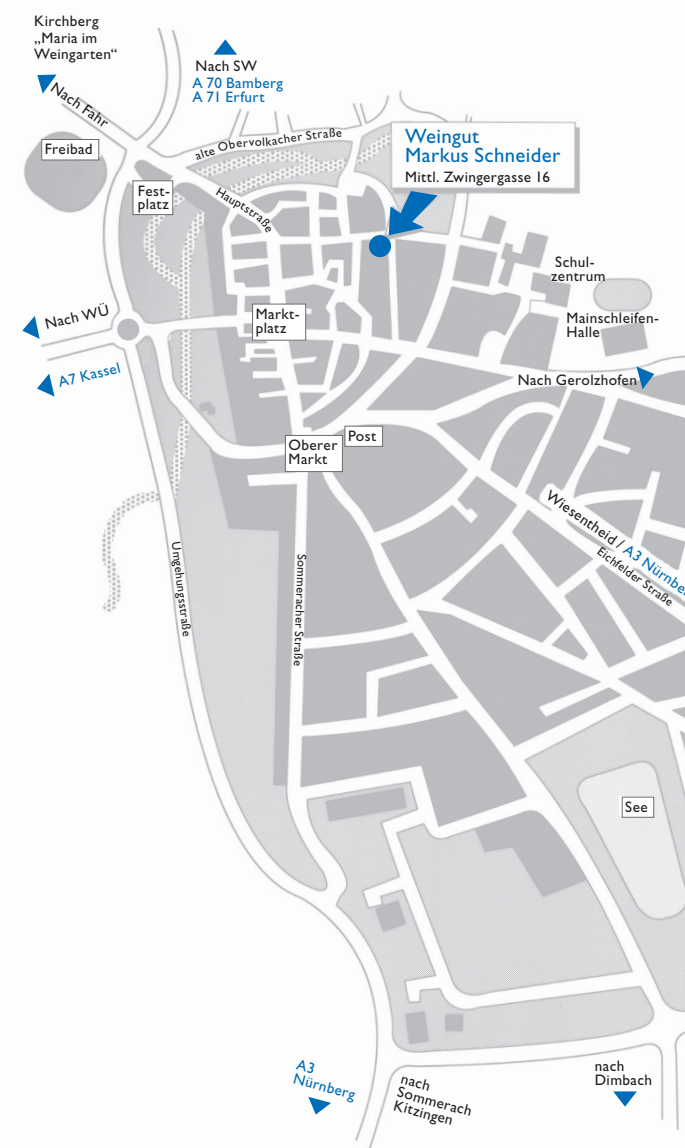 Kirchberg
„Maria im
Weingarten“
Nach SW
A 70 Bamberg
A 71 Erfurt
Nach Fahr
Freibad
alte Obervolkacher Straße
Weingut
Markus Schneider
Mittl. Zwingergasse 16
Fest-
platz
Hauptstraße
Schul-
zentrum
Nach WÜ
Markt-
platz
Mainschleifen-
Halle
A7 Kassel
Nach Gerolzhofen
Oberer
Markt
Post
Wiesentheid / A3 Nürnbe
Eichfelder Straße
Umgehungsstraße
Sommeracher Straße
See
A3
Nürnberg
nach
Sommerach
Kitzingen
nach
Dimbach